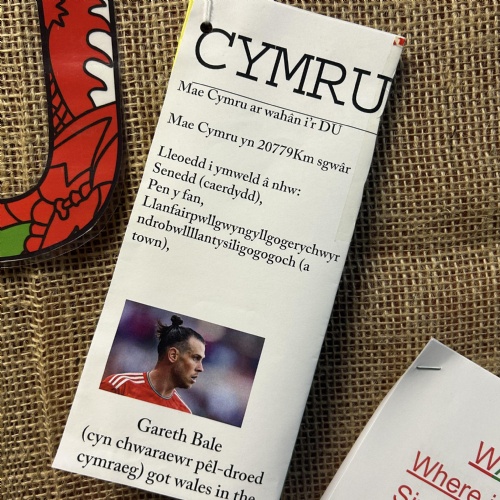 CYMRU
Mae Cymru ar wahân i'r DU
Mae Cymru yn 20779Km sgwâr
Lleoedd i ymweld â nhw:
Senedd (caerdydd),
Pen y fan,
Llanfairpwllgwyngyllgogerychwyr
ndrobwllllantysiligogogoch (a
town),
Gareth Bale
(cyn chwaraewr pêl-droed
cymraeg) got wales in the
Where i